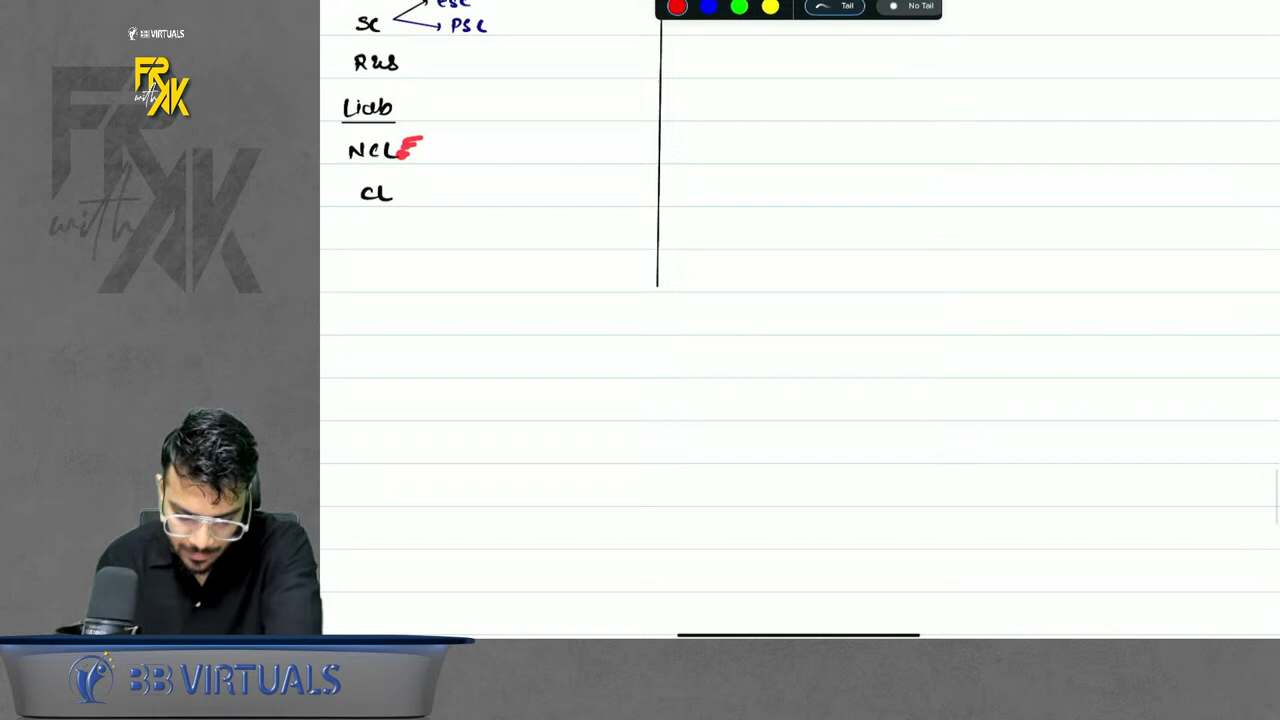 BB VIRTUALS
FR
with AK
ESC
SC
PSC
R&S
Liab
NCL
CL
Tail
No Tail
BB VIRTUALS